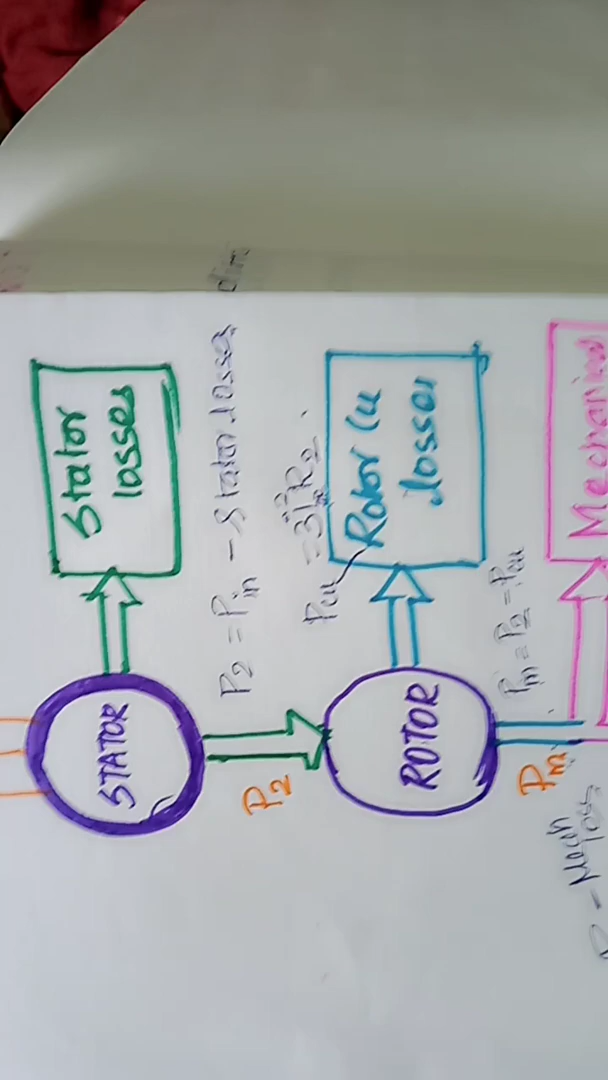 Stator
losses
P2 = Pin - Stator losses
STATOR
P2
Pcu = 3I2²R2.
Rotor Cu
losses
ROTOR
Pm = P2 - Pcu
Pm
Mechanical
- Mech
loss